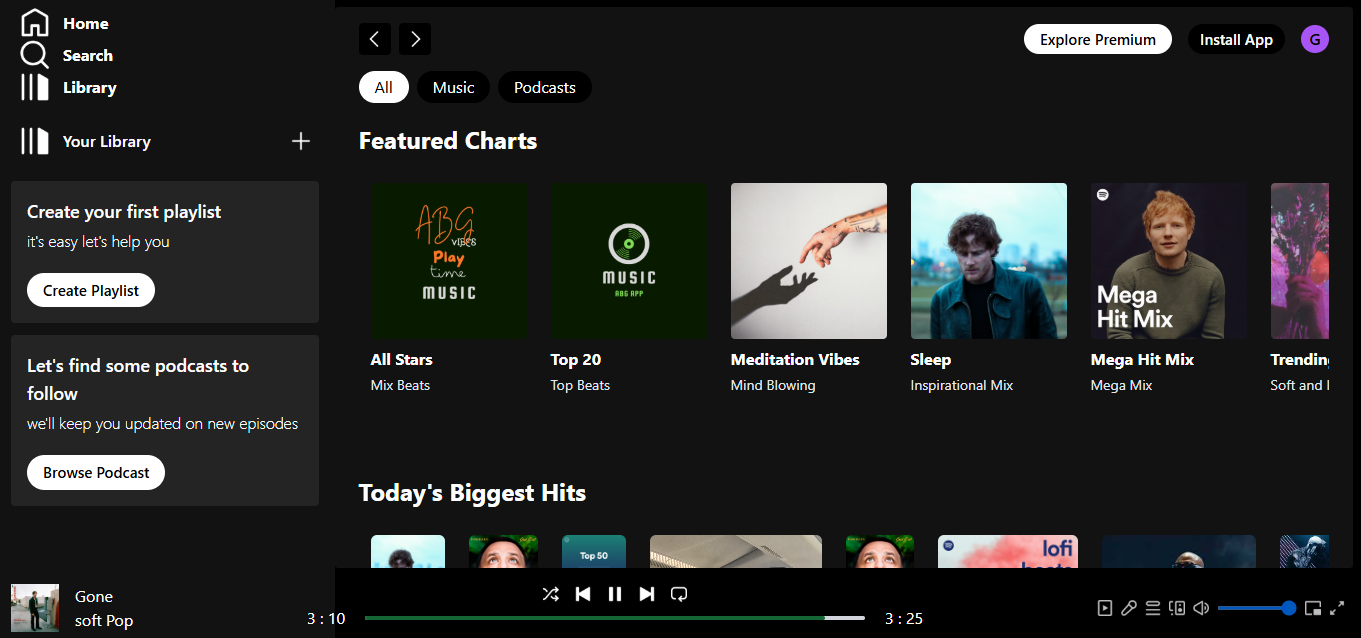 Home
Search
Library
Your Library
Create your first playlist
it's easy let's help you
Create Playlist
Let's find some podcasts to
follow
we'll keep you updated on new episodes
Browse Podcast
Explore Premium
Install App
G
All
Music
Podcasts
Featured Charts
ABG
VIBES
Play
time
MUSIC
All Stars
Mix Beats
MUSIC
ABG APP
Top 20
Top Beats
Meditation Vibes
Mind Blowing
Sleep
Inspirational Mix
Mega
Hit Mix
Mega Hit Mix
Mega Mix
Trending
Soft and
Today's Biggest Hits
Top 50
lofi
beats
Gone
soft Pop
3 : 10
3 : 25